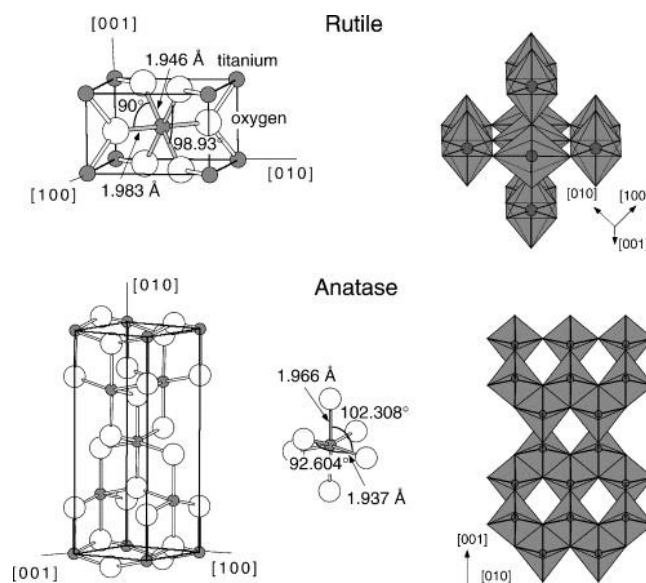 Rutile
[001]
1.946 Å
titanium
90°
oxygen
98.93°
[010]
[100]
1.983 Å
[010]
[100
[001]
Anatase
[010]
1.966 Å
102.308°
92.604°
1.937 Å
[001]
[100]
[001]
[010]